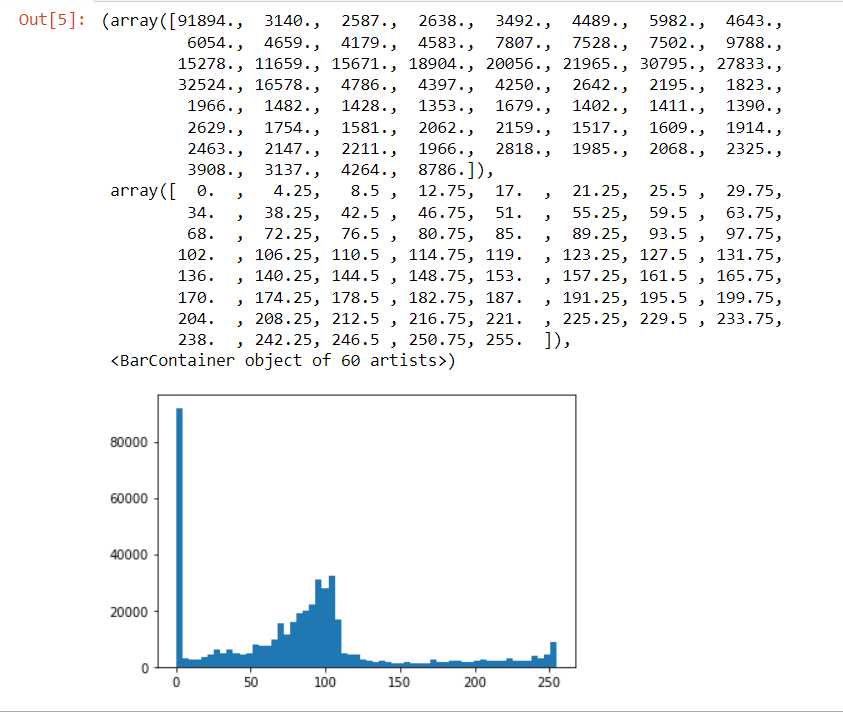 Out[5]: (array([91894., 3140., 2587., 2638., 3492., 4489., 5982., 4643.,
6054., 4659., 4179., 4583., 7807., 7528., 7502., 9788.,
15278., 11659., 15671., 18904., 20056., 21965., 30795., 27833.,
32524., 16578., 4786., 4397., 4250., 2642., 2195., 1823.,
1966., 1482., 1428., 1353., 1679., 1402., 1411., 1390.,
2629., 1754., 1581., 2062., 2159., 1517., 1609., 1914.,
2463., 2147., 2211., 1966., 2818., 1985., 2068., 2325.,
3908., 3137., 4264., 8786.]),
array([ 0. , 4.25, 8.5 , 12.75, 17. , 21.25, 25.5 , 29.75,
34. , 38.25, 42.5 , 46.75, 51. , 55.25, 59.5 , 63.75,
68. , 72.25, 76.5 , 80.75, 85. , 89.25, 93.5 , 97.75,
102. , 106.25, 110.5 , 114.75, 119. , 123.25, 127.5 , 131.75,
136. , 140.25, 144.5 , 148.75, 153. , 157.25, 161.5 , 165.75,
170. , 174.25, 178.5 , 182.75, 187. , 191.25, 195.5 , 199.75,
204. , 208.25, 212.5 , 216.75, 221. , 225.25, 229.5 , 233.75,
238. , 242.25, 246.5 , 250.75, 255. ]),
<BarContainer object of 60 artists>)
80000
60000
40000
20000
0
0 50 100 150 200 250